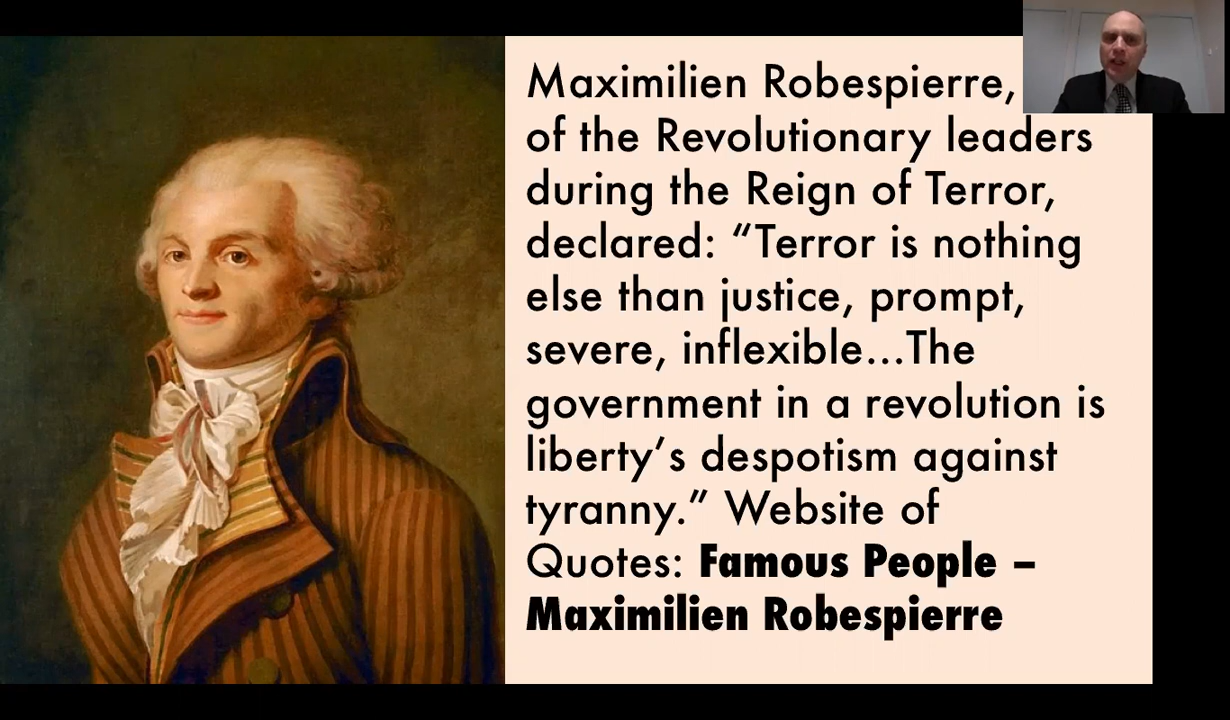 Maximilien Robespierre,
of the Revolutionary leaders
during the Reign of Terror,
declared: “Terror is nothing
else than justice, prompt,
severe, inflexible...The
government in a revolution is
liberty’s despotism against
tyranny.” Website of
Quotes: Famous People –
Maximilien Robespierre